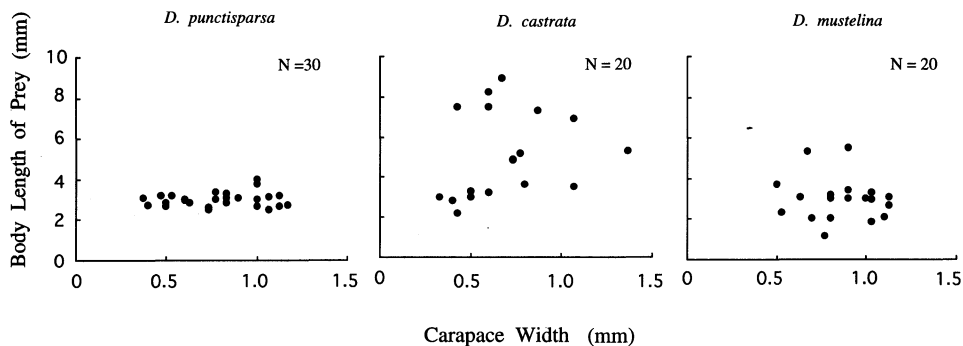 D. punctisparsa
D. castrata
D. mustelina
Body Length of Prey (mm)
10
8
6
4
2
0
N =30
N = 20
N = 20
0 0.5 1.0 1.5
0 0.5 1.0 1.5
0 0.5 1.0 1.5
Carapace Width (mm)